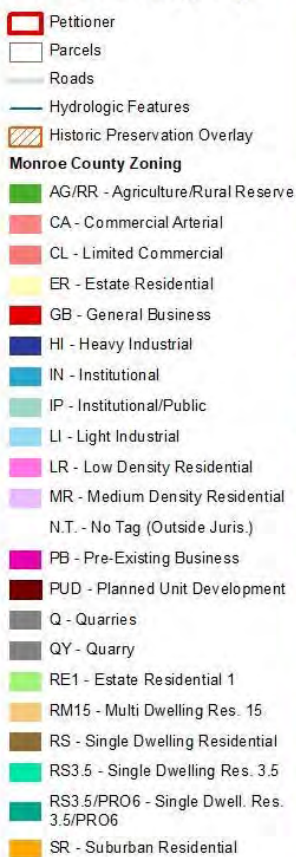 Petitioner
Parcels
Roads
Hydrologic Features
Historic Preservation Overlay
Monroe County Zoning
AG/RR - Agriculture/Rural Reserve
CA - Commercial Arterial
CL - Limited Commercial
ER - Estate Residential
GB - General Business
HI - Heavy Industrial
IN - Institutional
IP - Institutional/Public
LI - Light Industrial
LR - Low Density Residential
MR - Medium Density Residential
N.T. - No Tag (Outside Juris.)
PB - Pre-Existing Business
PUD - Planned Unit Development
Q - Quarries
QY - Quarry
RE1 - Estate Residential 1
RM15 - Multi Dwelling Res. 15
RS - Single Dwelling Residential
RS3.5 - Single Dwelling Res. 3.5
RS3.5/PRO6 - Single Dwell. Res.
3.5/PRO6
SR - Suburban Residential